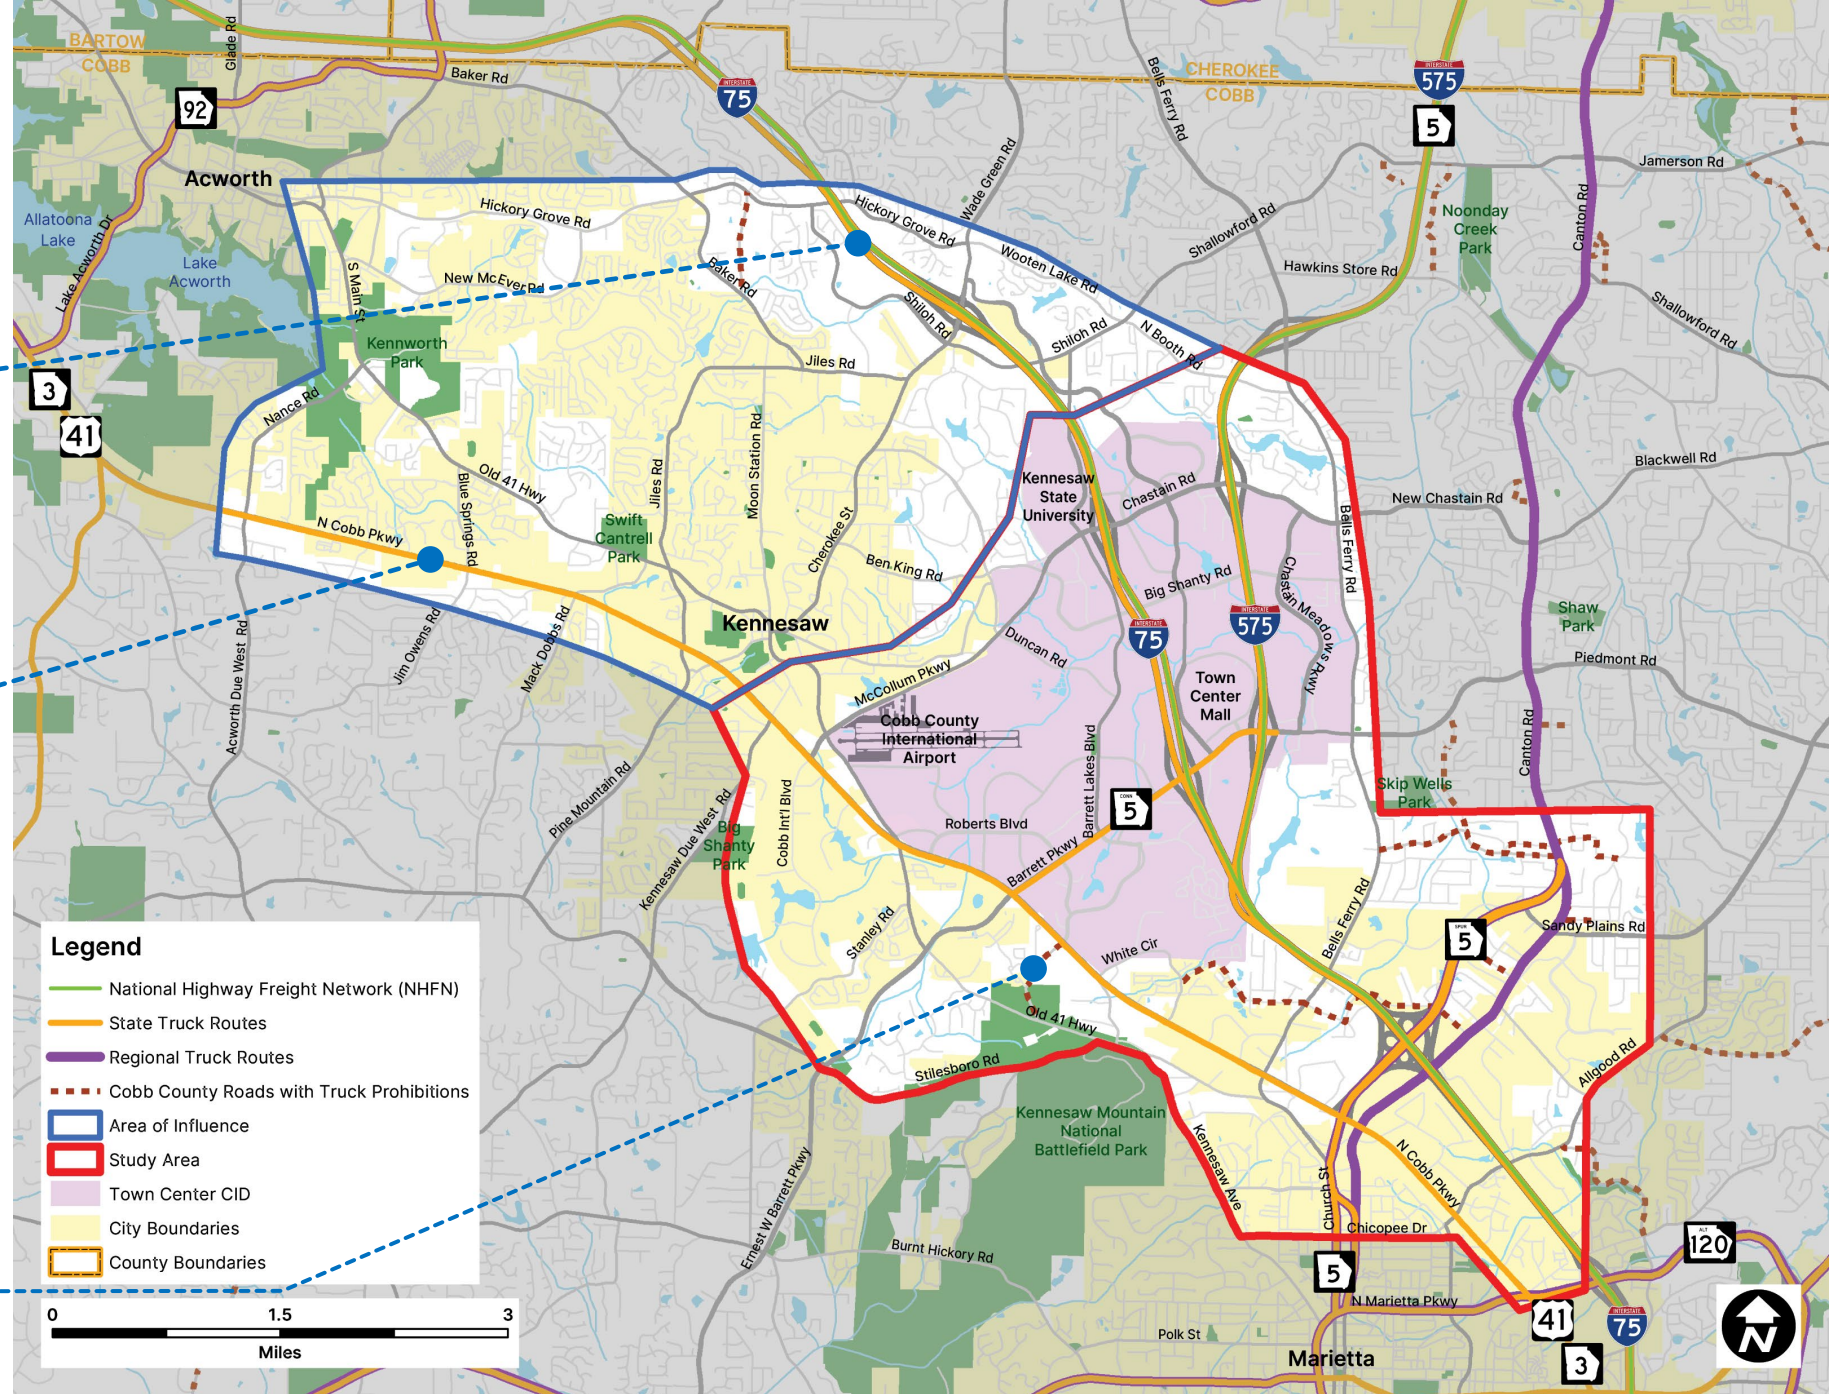 BARTOW
COBB
Glade Rd
Baker Rd
INTERSTATE
75
Bells Ferry Rd
CHEROKEE
COBB
INTERSTATE
575
5
92
Acworth
Jamerson Rd
Canton Rd
Wade Green Rd
Hickory Grove Rd
Hickory Grove Rd
Allatoona
Lake
Lake Acworth Dr
Lake
Acworth
S Main St
New McEver Rd
Baker Rd
Shiloh Rd
Wooten Lake Rd
Shallowford Rd
Noonday
Creek
Park
Hawkins Store Rd
Shallowford Rd
Shiloh Rd
N Booth Rd
Kennworth
Park
Jiles Rd
3
41
Nance Rd
Moon Station Rd
Jiles Rd
Old 41 Hwy
Blue Springs Rd
Blackwell Rd
Kennesaw
State
University
Chastain Rd
New Chastain Rd
N Cobb Pkwy
Swift
Cantrell
Park
Cherokee St
Ben King Rd
Bells Ferry Rd
Big Shanty Rd
Chastain Meadows Pkwy
Kennesaw
INTERSTATE
75
INTERSTATE
575
Shaw
Park
Acworth Due West Rd
Jim Owens Rd
Mack Dobbs Rd
Duncan Rd
McCollum Pkwy
Piedmont Rd
Town
Center
Mall
Cobb County
International
Airport
Canton Rd
Barrett Lakes Blvd
Pine Mountain Rd
Kennesaw Due West Rd
Cobb Int'l Blvd
Skip Wells
Park
CONN
5
Big
Shanty
Park
Roberts Blvd
Barrett Pkwy
Stanley Rd
White Cir
Bells Ferry Rd
SPUR
5
Sandy Plains Rd
Old 41 Hwy
Stilesboro Rd
Allgood Rd
Kennesaw Mountain
National
Battlefield Park
Kennesaw Ave
N Cobb Pkwy
Church St
Chicopee Dr
Ernest W Barrett Pkwy
Burnt Hickory Rd
ALT
120
5
N Marietta Pkwy
Polk St
Marietta
41
INTERSTATE
75
3
N
Legend
National Highway Freight Network (NHFN)
State Truck Routes
Regional Truck Routes
Cobb County Roads with Truck Prohibitions
Area of Influence
Study Area
Town Center CID
City Boundaries
County Boundaries
0 1.5 3
Miles